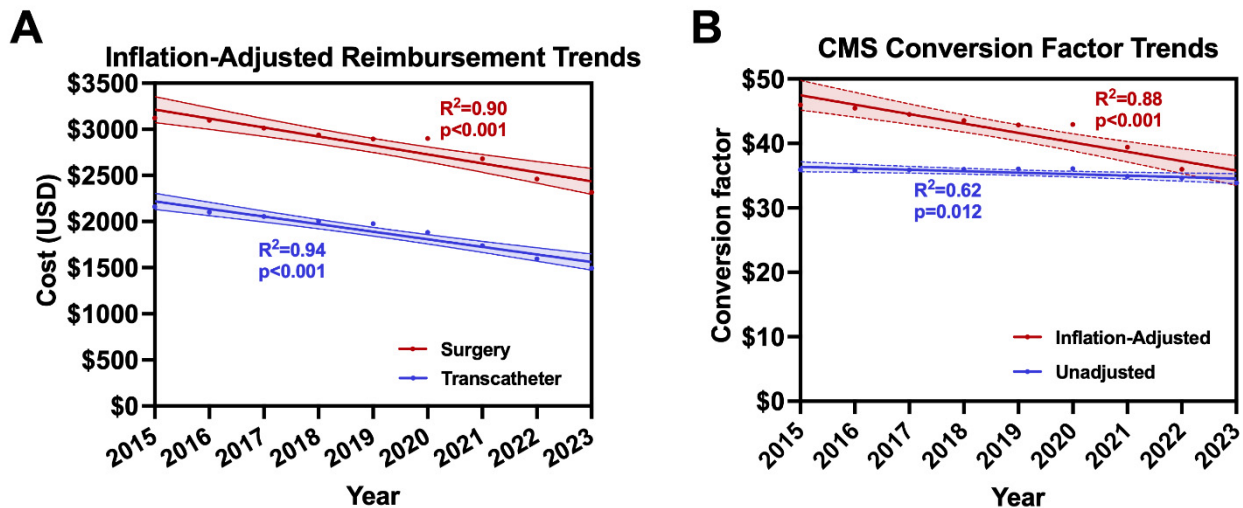 A
Inflation-Adjusted Reimbursement Trends
$3500
$3000
$2500
$2000
$1500
$1000
$500
$0
Cost (USD)
R²=0.90
p<0.001
R²=0.94
p<0.001
Surgery
Transcatheter
2015
2016
2017
2018
2019
2020
2021
2022
2023
Year
B
CMS Conversion Factor Trends
$50
$40
$30
$20
$10
$0
Conversion factor
R²=0.88
p<0.001
R²=0.62
p=0.012
Inflation-Adjusted
Unadjusted
2015
2016
2017
2018
2019
2020
2021
2022
2023
Year